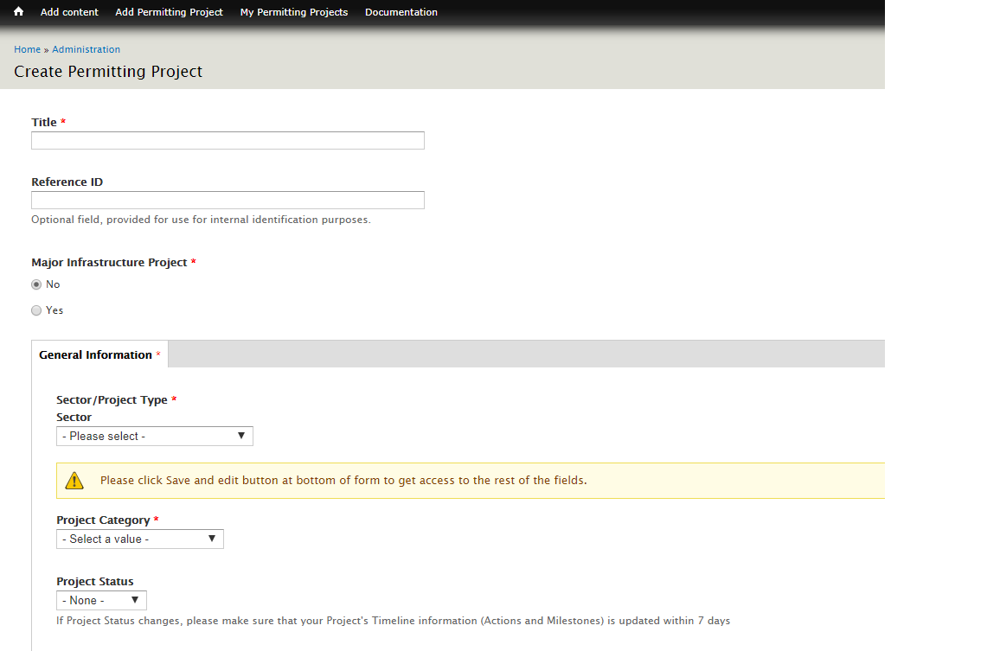 Add content Add Permitting Project My Permitting Projects Documentation
Home » Administration
Create Permitting Project
Title *
Reference ID
Optional field, provided for use for internal identification purposes.
Major Infrastructure Project *
No
Yes
General Information *
Sector/Project Type *
Sector
- Please select -
Please click Save and edit button at bottom of form to get access to the rest of the fields.
Project Category *
- Select a value -
Project Status
- None -
If Project Status changes, please make sure that your Project's Timeline information (Actions and Milestones) is updated within 7 days